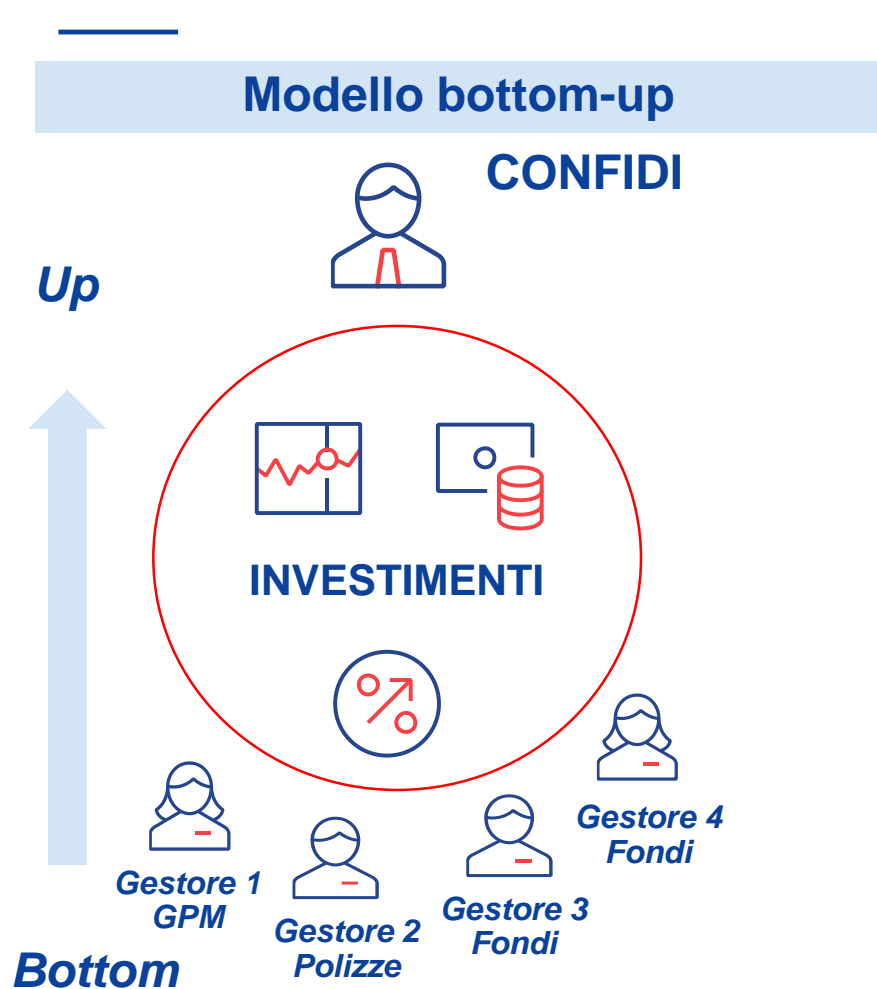 Modello bottom-up
CONFIDI
Up
INVESTIMENTI
Gestore 1
GPM
Gestore 2
Polizze
Gestore 3
Fondi
Gestore 4
Fondi
Bottom